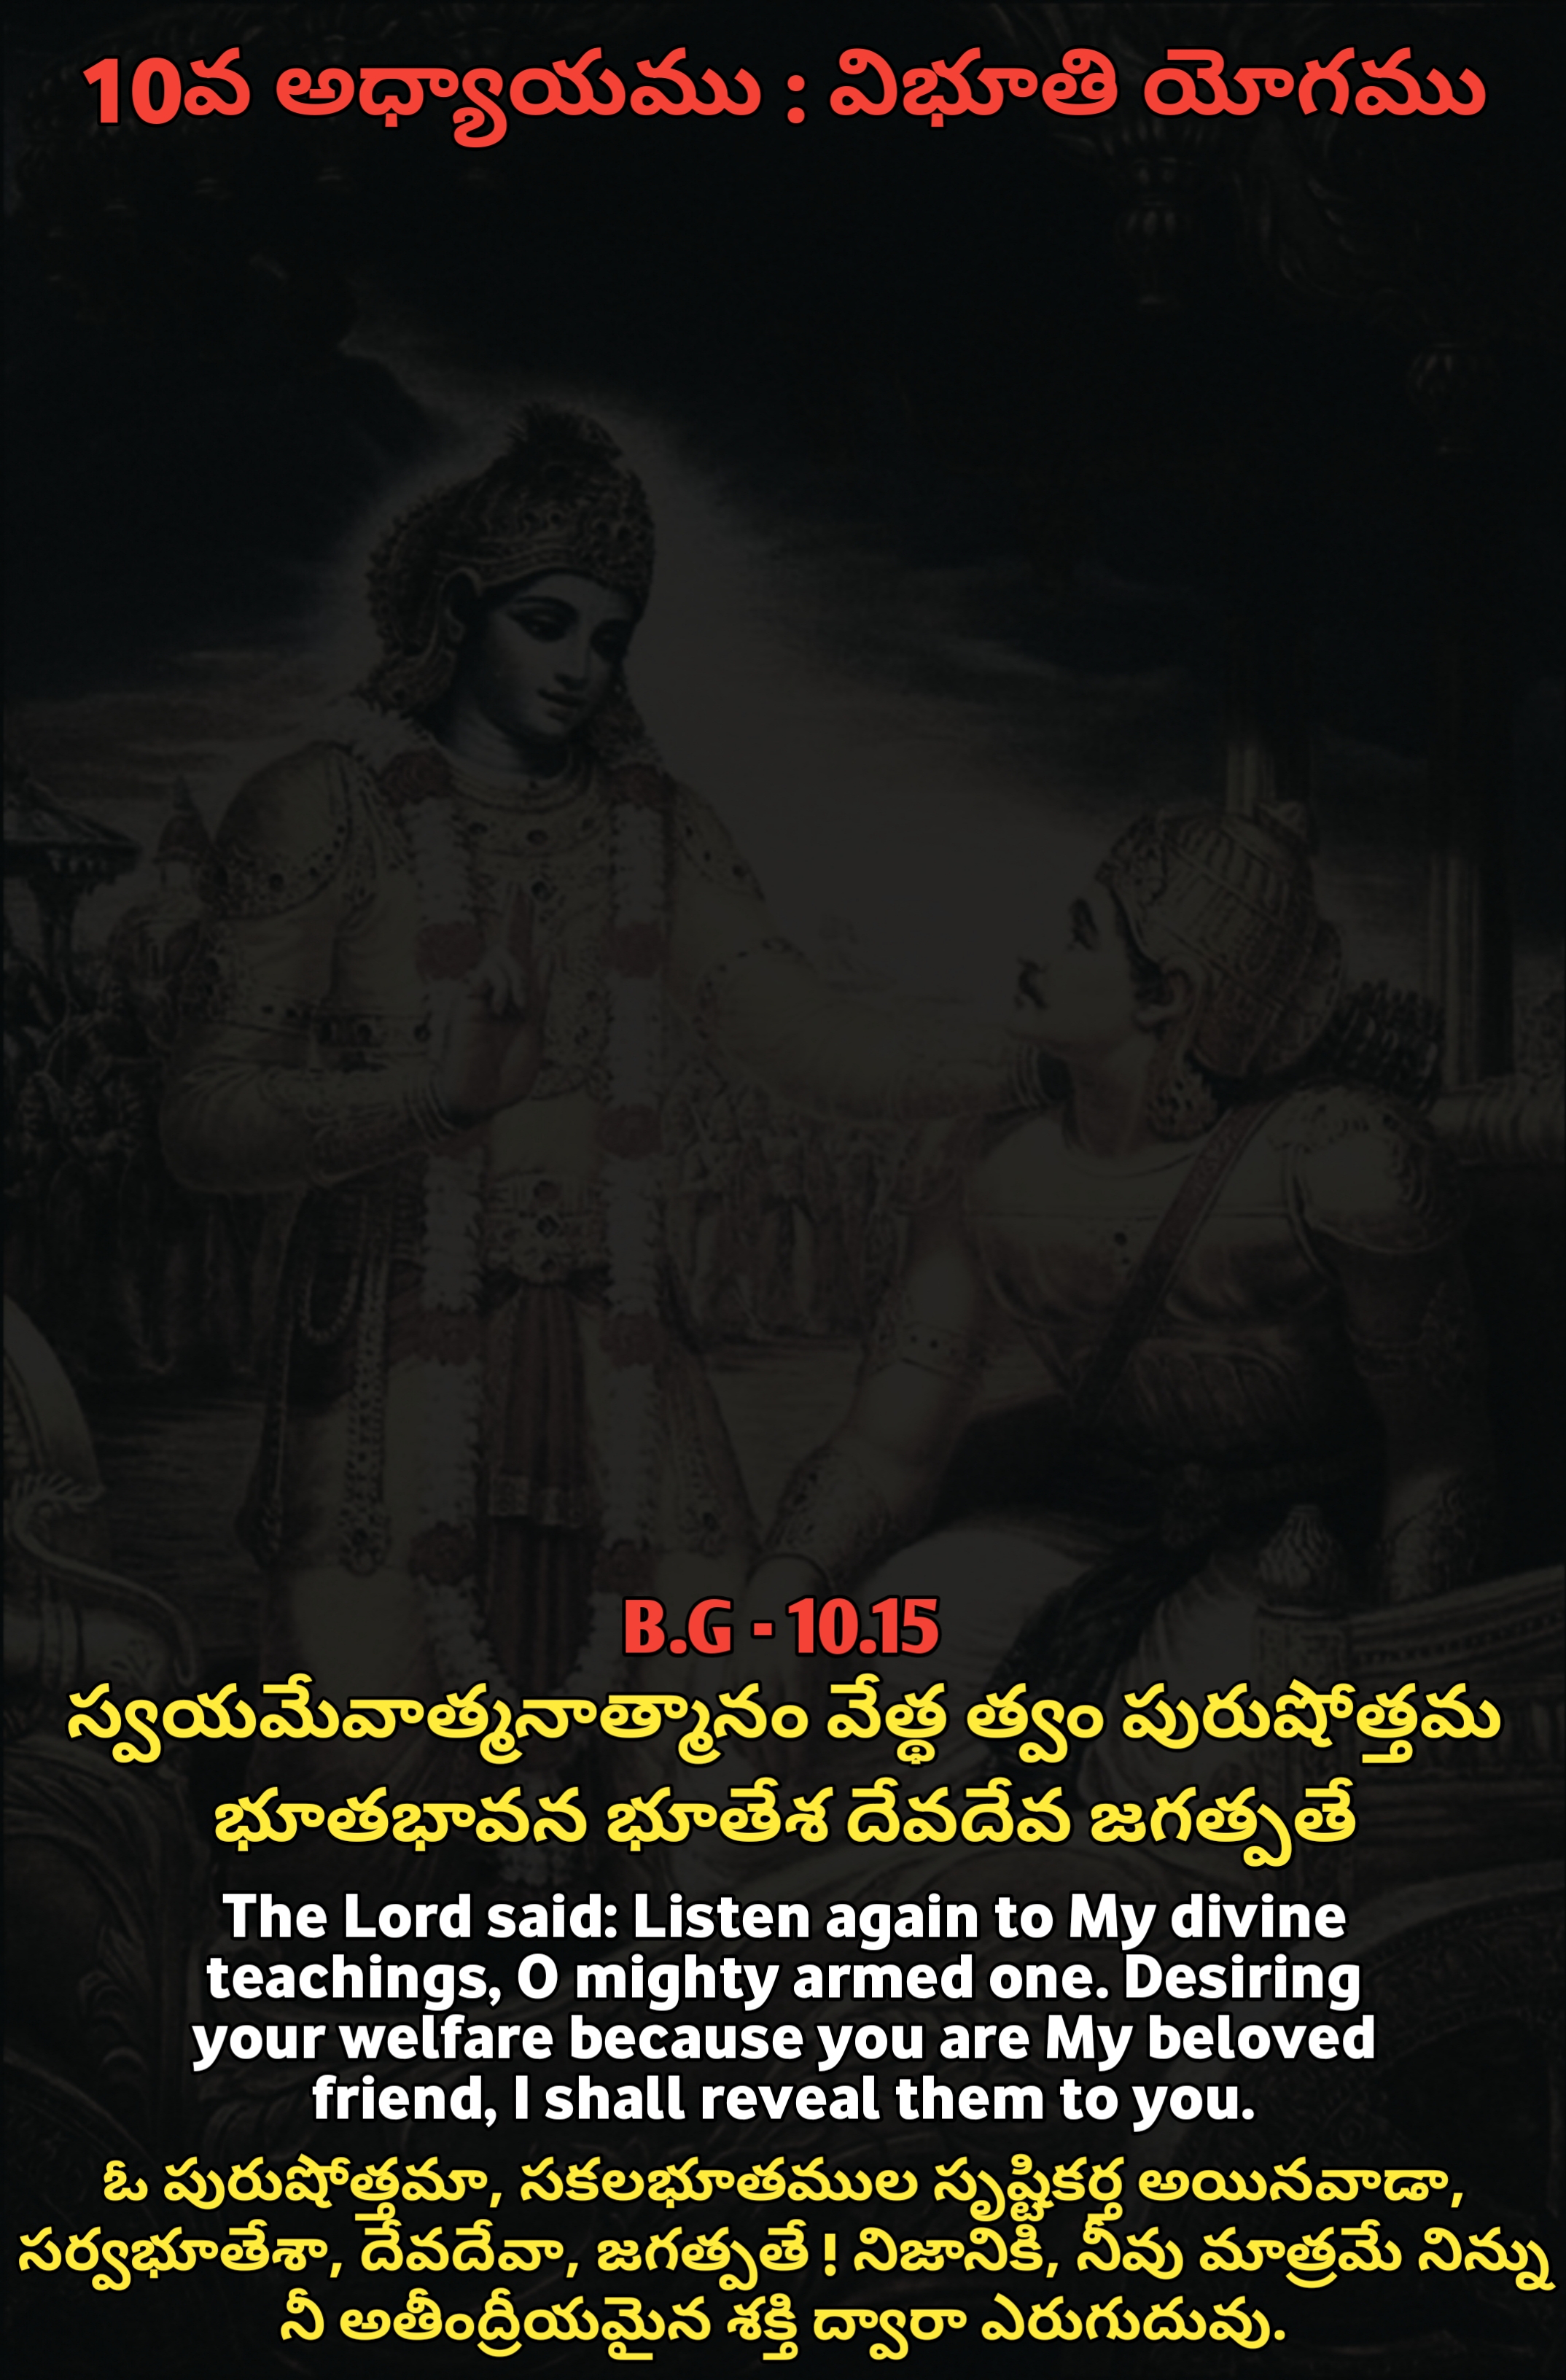 10వ అధ్యాయము : విభూతి యోగము
B.G - 10.15
స్వయమేవాత్మనాత్మానం వేత్థ త్వం పురుషోత్తమ
భూతభావన భూతేశ దేవదేవ జగత్పతే
The Lord said: Listen again to My divine
teachings, O mighty armed one. Desiring
your welfare because you are My beloved
friend, I shall reveal them to you.
ఓ పురుషోత్తమా, సకలభూతముల సృష్టికర్త అయినవాడా,
సర్వభూతేశా, దేవదేవా, జగత్పతే ! నిజానికి, నీవు మాత్రమే నిన్ను
నీ అతీంద్రీయమైన శక్తి ద్వారా ఎరుగుదువు.